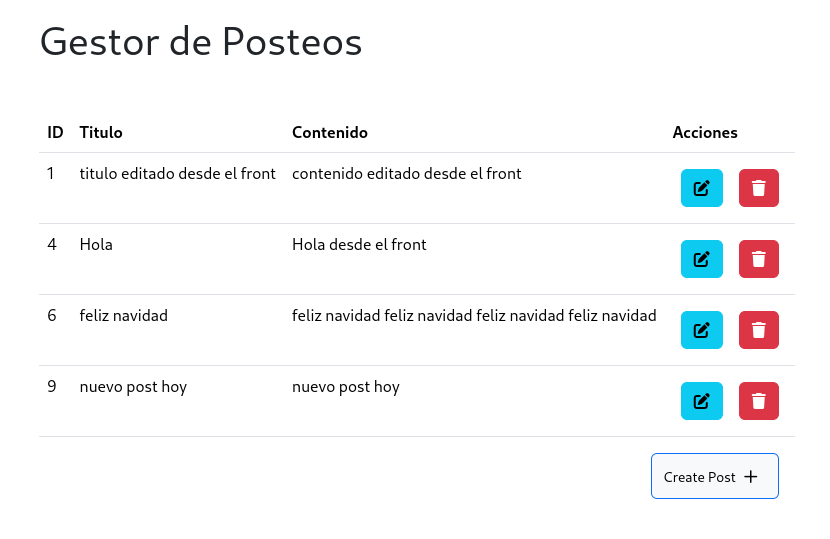 Gestor de Posteos
ID Titulo Contenido Acciones
1 titulo editado desde el front contenido editado desde el front
4 Hola Hola desde el front
6 feliz navidad feliz navidad feliz navidad feliz navidad feliz navidad
9 nuevo post hoy nuevo post hoy
Create Post